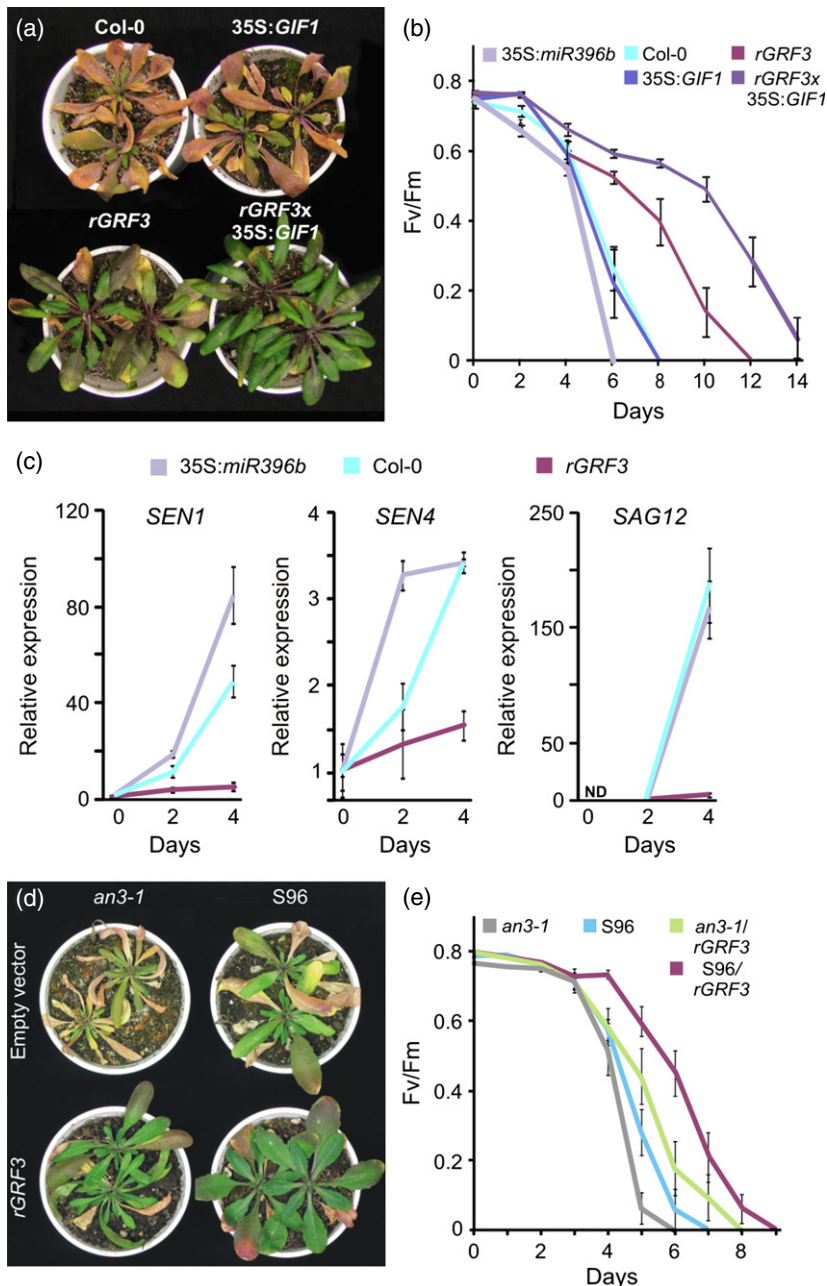 (a)
Col-0 35S:GIF1
rGRF3 rGRF3x
35S:GIF1
(b)
35S:miR396b Col-0 rGRF3
35S:GIF1 rGRF3x
35S:GIF1
Fv/Fm
0.8
0.6
0.4
0.2
0
0 2 4 6 8 10 12 14
Days
(c)
35S:miR396b Col-0 rGRF3
SEN1
Relative expression
120
80
40
0
0 2 4
Days
SEN4
Relative expression
4
3
2
1
0 2 4
Days
SAG12
Relative expression
250
150
50
0
ND
0 2 4
Days
(d)
an3-1 S96
Empty vector
rGRF3
(e)
an3-1 S96 an3-1/
rGRF3
S96/
rGRF3
Fv/Fm
0.8
0.6
0.4
0.2
0
0 2 4 6 8
Days